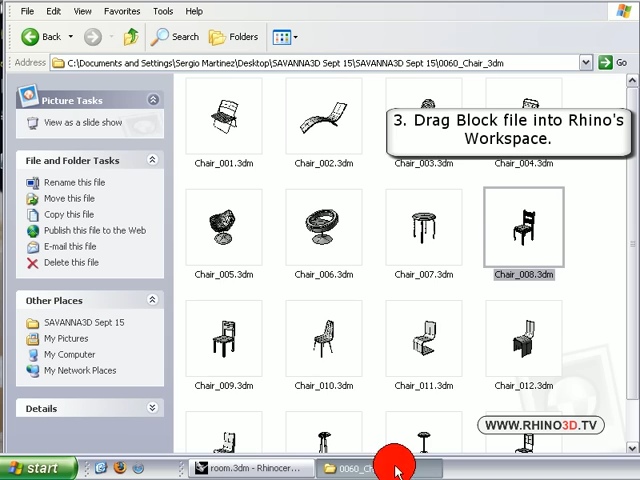 File Edit View Favorites Tools Help
Back Search Folders
Address C:\Documents and Settings\Sergio Martinez\Desktop\SAVANNA3D Sept 15\SAVANNA3D Sept 15\0060_Chair_3dm Go
Picture Tasks
View as a slide show
3. Drag Block file into Rhino's
Workspace.
File and Folder Tasks
Rename this file
Move this file
Copy this file
Publish this file to the Web
E-mail this file
Delete this file
Other Places
SAVANNA3D Sept 15
My Pictures
My Computer
My Network Places
Details
Chair_001.3dm Chair_002.3dm Chair_003.3dm Chair_004.3dm
Chair_005.3dm Chair_006.3dm Chair_007.3dm Chair_008.3dm
Chair_009.3dm Chair_010.3dm Chair_011.3dm Chair_012.3dm
WWW.RHINO3D.TV
start room.3dm - Rhinocer... 0060_Ch